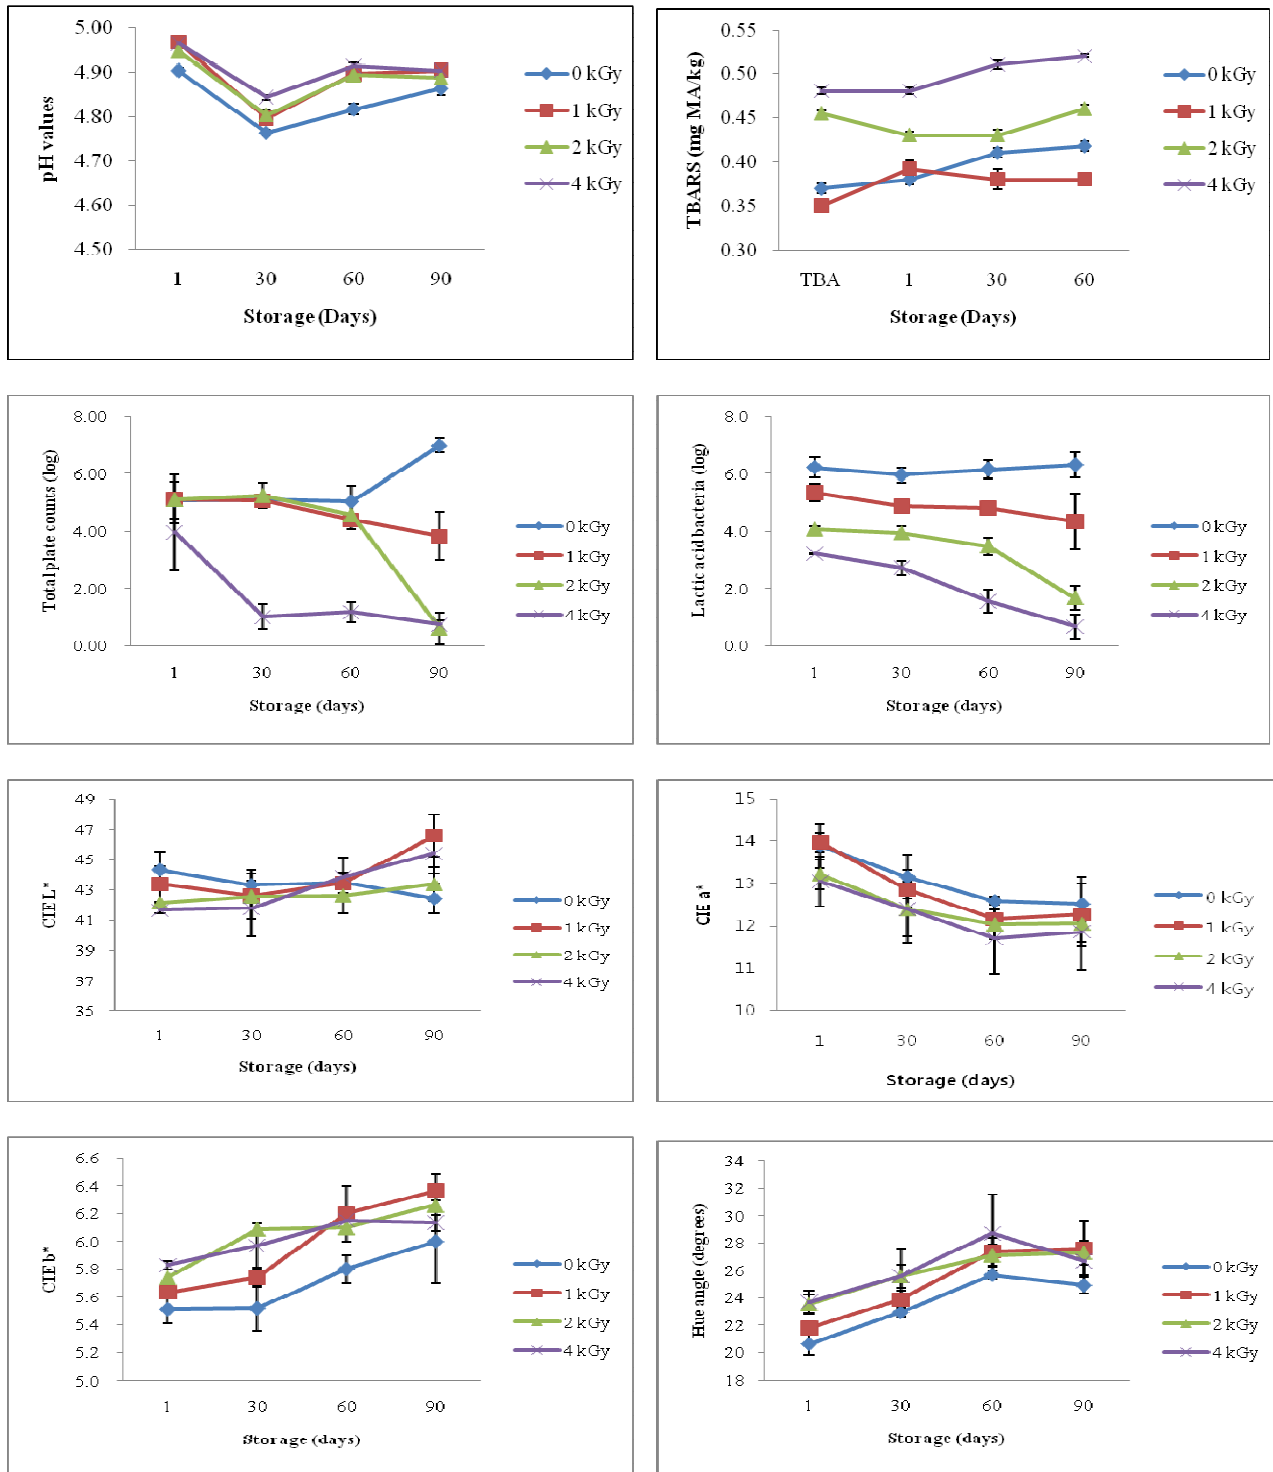 5.00
4.90
4.80
4.70
4.60
4.50
pH values
1 30 60 90
Storage (Days)
0 kGy
1 kGy
2 kGy
4 kGy
0.55
0.50
0.45
0.40
0.35
0.30
TBARS (mg MA/kg)
TBA 1 30 60
Storage (Days)
0 kGy
1 kGy
2 kGy
4 kGy
8.00
6.00
4.00
2.00
0.00
Total plate counts (log)
1 30 60 90
Storage (days)
0 kGy
1 kGy
2 kGy
4 kGy
8.0
6.0
4.0
2.0
0.0
Lactic acid bacteria (log)
1 30 60 90
Storage (days)
0 kGy
1 kGy
2 kGy
4 kGy
49
47
45
43
41
39
37
35
CIE L*
1 30 60 90
Storage (days)
0 kGy
1 kGy
2 kGy
4 kGy
15
14
13
12
11
10
CIE a*
1 30 60 90
Storage (days)
0 kGy
1 kGy
2 kGy
4 kGy
6.6
6.4
6.2
6.0
5.8
5.6
5.4
5.2
5.0
CIE b*
1 30 60 90
Storage (days)
0 kGy
1 kGy
2 kGy
4 kGy
34
32
30
28
26
24
22
20
18
Hue angle (degrees)
1 30 60 90
Storage (days)
0 kGy
1 kGy
2 kGy
4 kGy